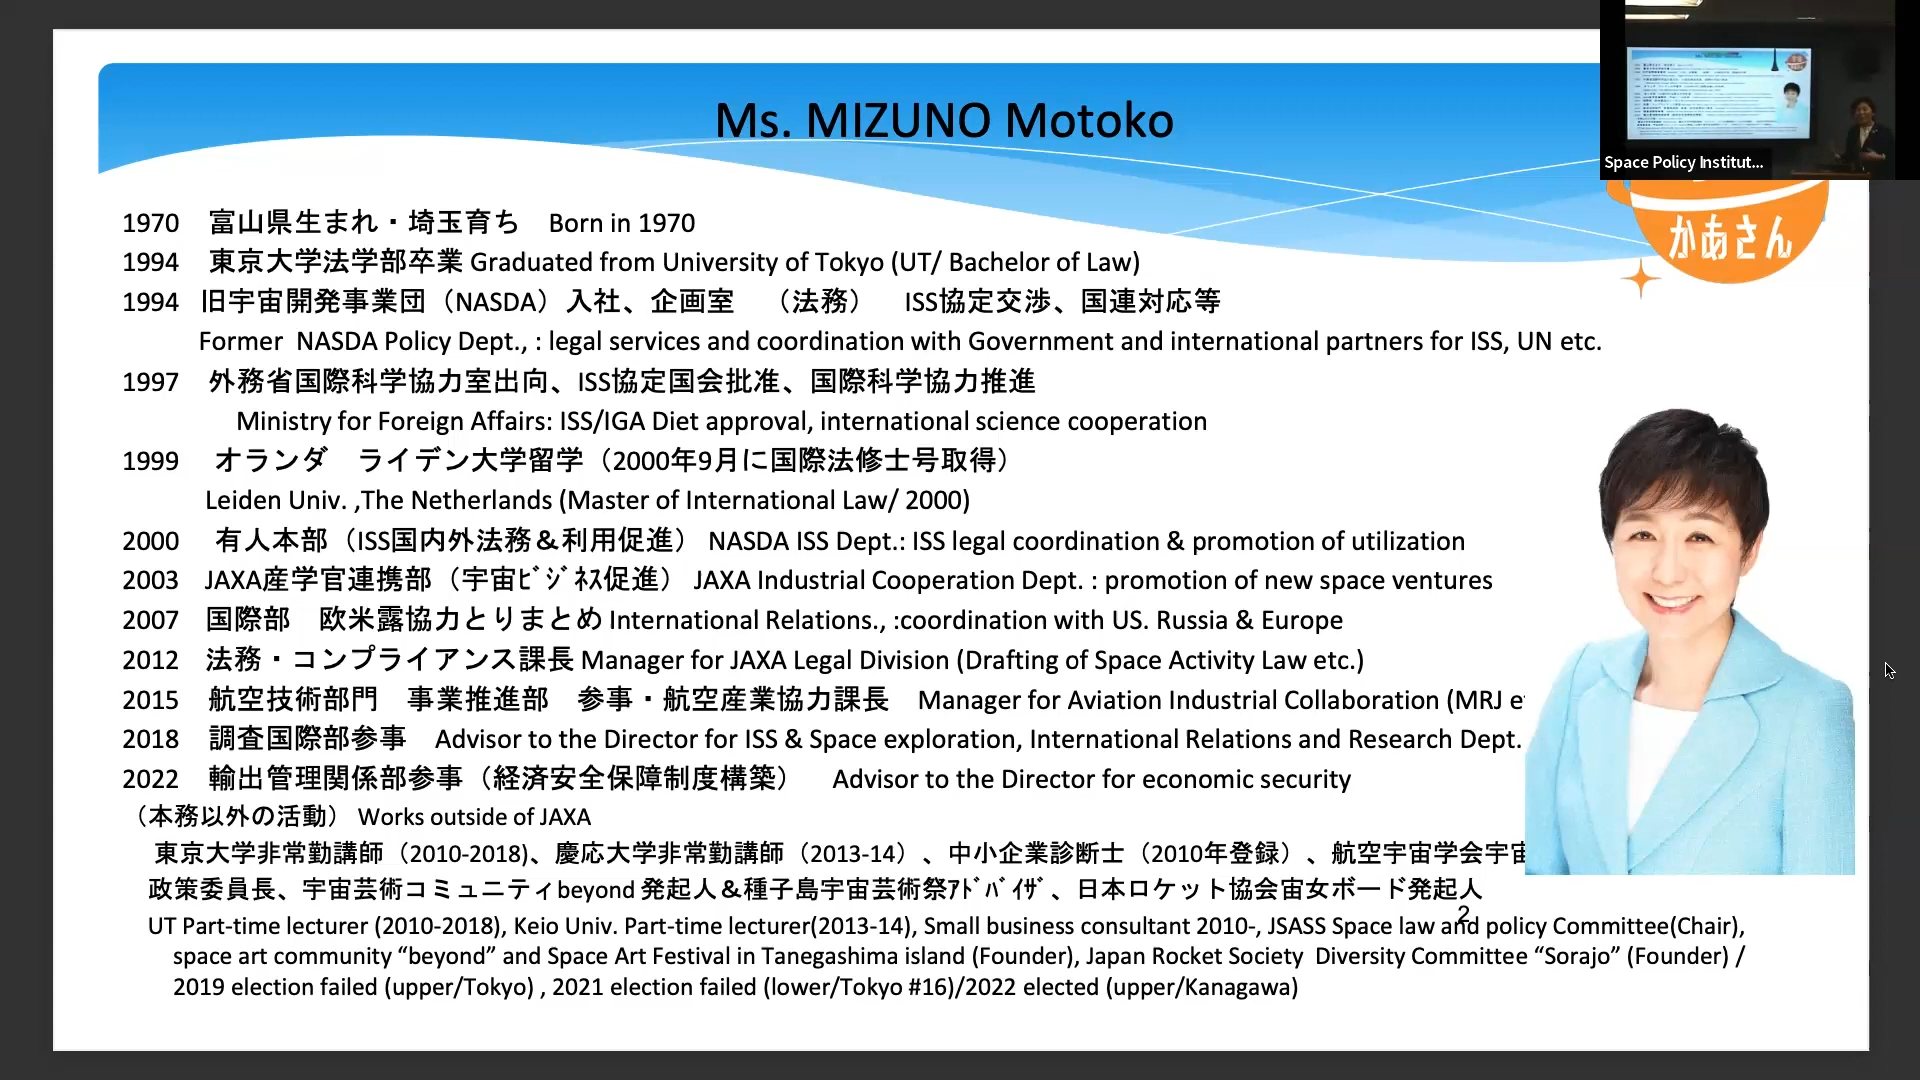 Ms. MIZUNO Motoko
Space Policy Institut...
かあさん
1970 富山県生まれ・埼玉育ち Born in 1970
1994 東京大学法学部卒業 Graduated from University of Tokyo (UT/ Bachelor of Law)
1994 旧宇宙開発事業団（NASDA）入社、企画室 （法務） ISS協定交渉、国連対応等
Former NASDA Policy Dept., : legal services and coordination with Government and international partners for ISS, UN etc.
1997 外務省国際科学協力室出向、ISS協定国会批准、国際科学協力推進
Ministry for Foreign Affairs: ISS/IGA Diet approval, international science cooperation
1999 オランダ ライデン大学留学（2000年9月に国際法修士号取得）
Leiden Univ. ,The Netherlands (Master of International Law/ 2000)
2000 有人本部（ISS国内外法務＆利用促進） NASDA ISS Dept.: ISS legal coordination & promotion of utilization
2003 JAXA産学官連携部（宇宙ﾋﾞｼﾞﾈｽ促進） JAXA Industrial Cooperation Dept. : promotion of new space ventures
2007 国際部 欧米露協力とりまとめ International Relations., :coordination with US. Russia & Europe
2012 法務・コンプライアンス課長 Manager for JAXA Legal Division (Drafting of Space Activity Law etc.)
2015 航空技術部門 事業推進部 参事・航空産業協力課長 Manager for Aviation Industrial Collaboration (MRJ e
2018 調査国際部参事 Advisor to the Director for ISS & Space exploration, International Relations and Research Dept.
2022 輸出管理関係部参事（経済安全保障制度構築） Advisor to the Director for economic security
（本務以外の活動） Works outside of JAXA
東京大学非常勤講師（2010-2018)、慶応大学非常勤講師（2013-14）、中小企業診断士（2010年登録）、航空宇宙学会宇宙
政策委員長、宇宙芸術コミュニティbeyond 発起人＆種子島宇宙芸術祭ｱﾄﾞﾊﾞｲｻﾞ、日本ロケット協会宙女ボード発起人
2
UT Part-time lecturer (2010-2018), Keio Univ. Part-time lecturer(2013-14), Small business consultant 2010-, JSASS Space law and policy Committee(Chair),
space art community “beyond” and Space Art Festival in Tanegashima island (Founder), Japan Rocket Society Diversity Committee “Sorajo” (Founder) /
2019 election failed (upper/Tokyo) , 2021 election failed (lower/Tokyo #16)/2022 elected (upper/Kanagawa)